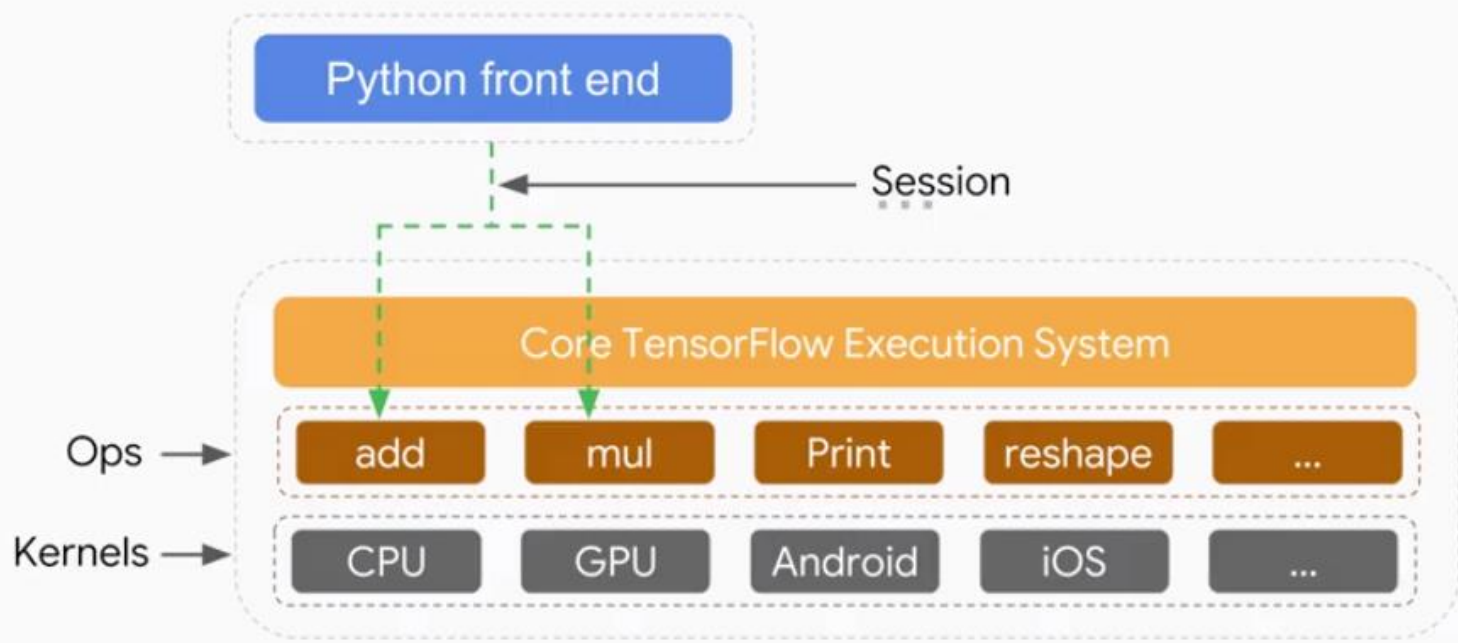 Python front end
Session
Core TensorFlow Execution System
Ops
add
mul
Print
reshape
...
Kernels
CPU
GPU
Android
iOS
...